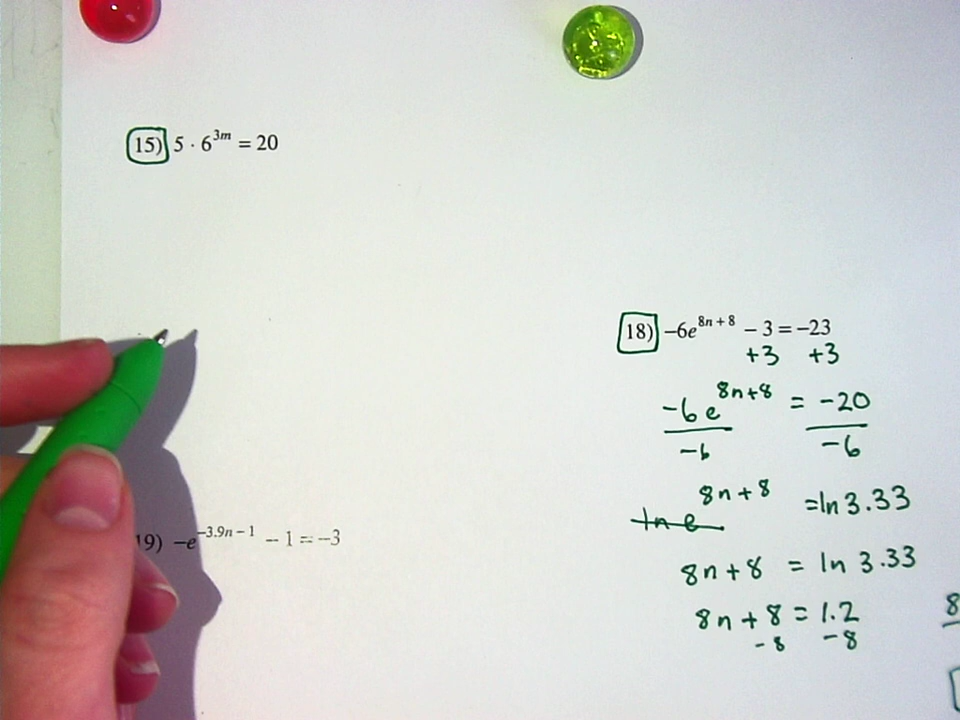 15) 5 · 6^{3m} = 20
18) −6e^{8n + 8} − 3 = −23
+3 +3
-6e^{8n+8} = -20
-6 -6
ln e^{8n+8} = ln 3.33
19) −e^{−3.9n − 1} − 1 = −3
8n+8 = ln 3.33
8n+8 = 1.2
-8 -8
8